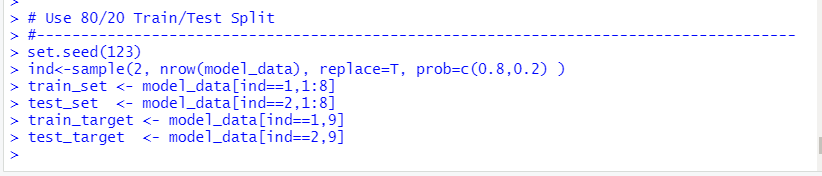 >
> # Use 80/20 Train/Test Split
> #-------------------------------------------------------------------------------------
> set.seed(123)
> ind<-sample(2, nrow(model_data), replace=T, prob=c(0.8,0.2) )
> train_set <- model_data[ind==1,1:8]
> test_set  <- model_data[ind==2,1:8]
> train_target <- model_data[ind==1,9]
> test_target  <- model_data[ind==2,9]
>